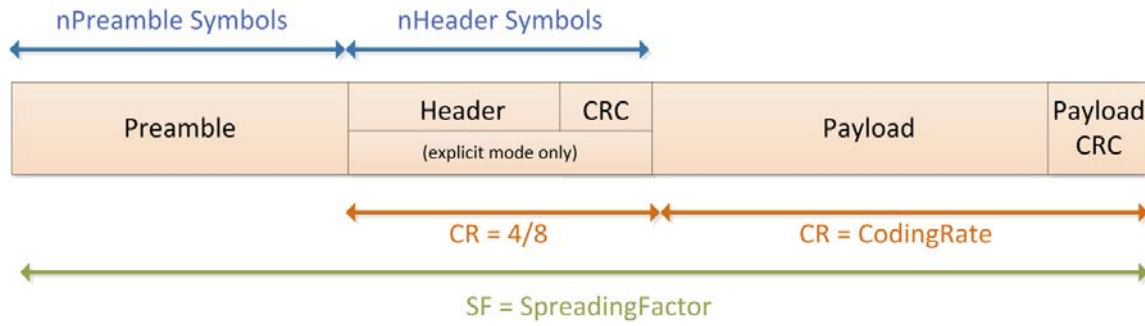 nPreamble Symbols
nHeader Symbols
Preamble
Header
CRC
(explicit mode only)
Payload
Payload
CRC
CR = 4/8
CR = CodingRate
SF = SpreadingFactor